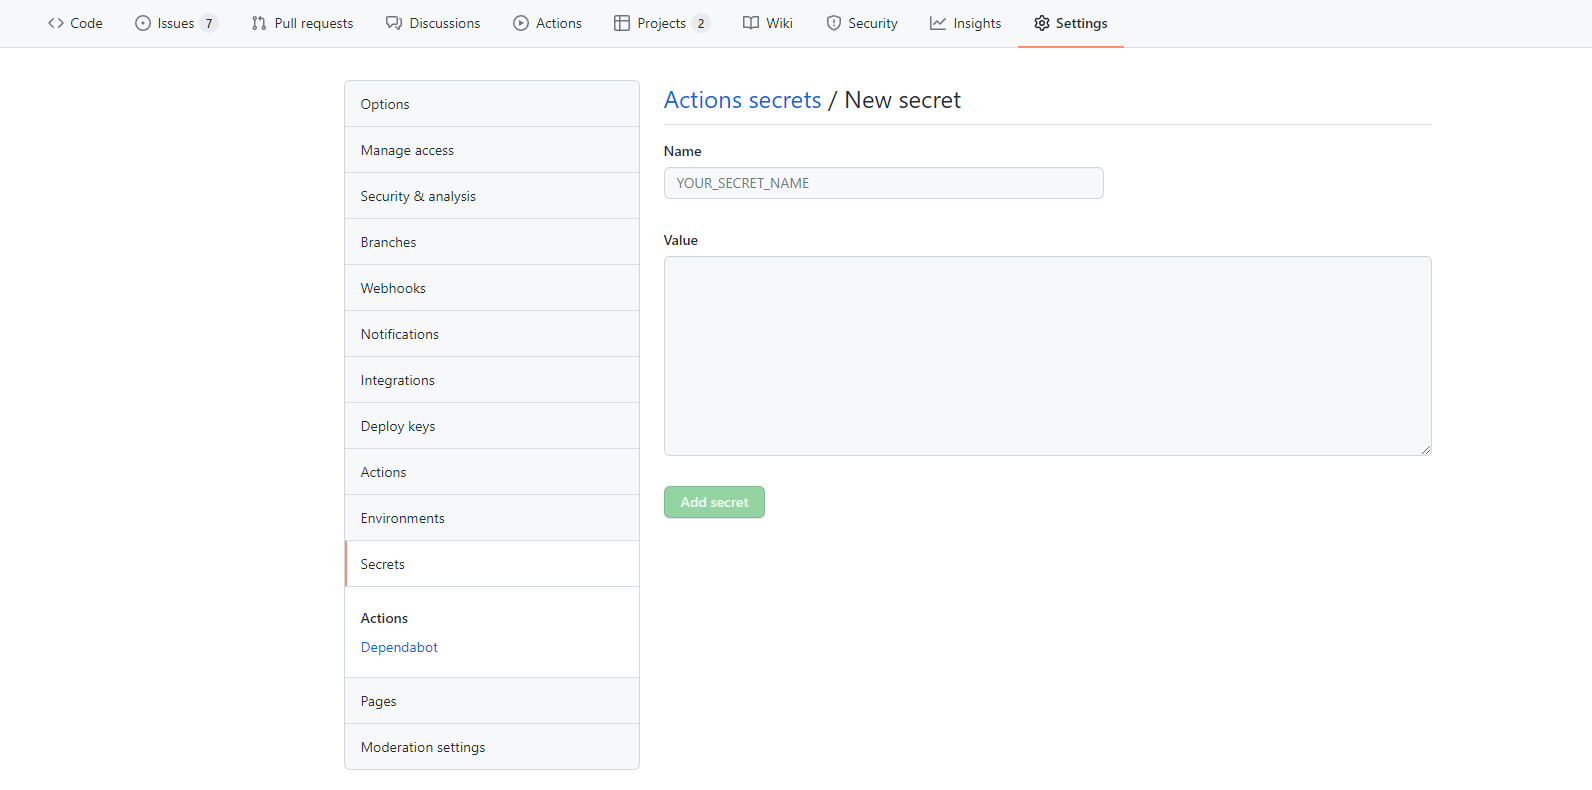 Code Issues 7 Pull requests Discussions Actions Projects 2 Wiki Security Insights Settings
Options
Manage access
Security & analysis
Branches
Webhooks
Notifications
Integrations
Deploy keys
Actions
Environments
Secrets
Actions
Dependabot
Pages
Moderation settings
Actions secrets / New secret
Name
YOUR_SECRET_NAME
Value
Add secret